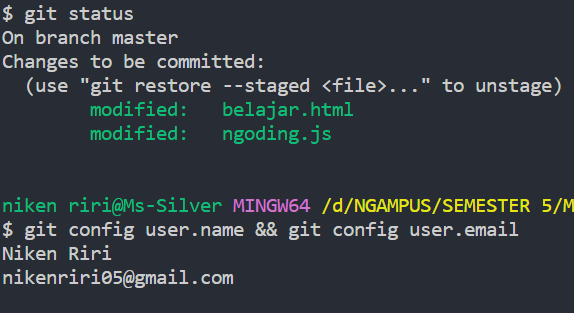 $ git status
On branch master
Changes to be committed:
  (use "git restore --staged <file>..." to unstage)
        modified:   belajar.html
        modified:   ngoding.js
niken riri@Ms-Silver MINGW64 /d/NGAMPUS/SEMESTER 5/M
$ git config user.name && git config user.email
Niken Riri
nikenriri05@gmail.com